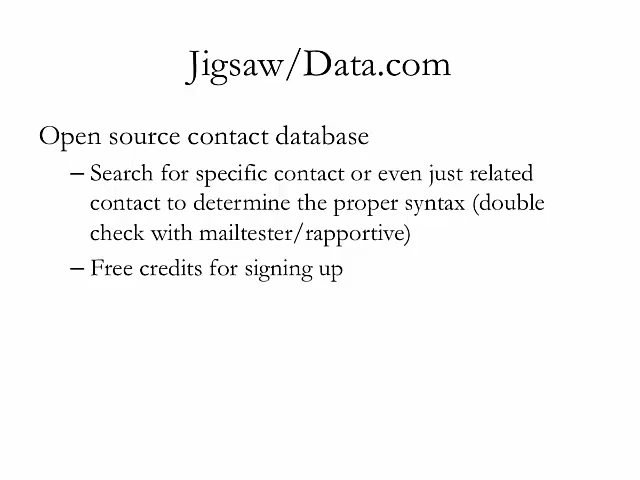 Jigsaw/Data.com
Open source contact database
– Search for specific contact or even just related
contact to determine the proper syntax (double
check with mailtester/rapportive)
– Free credits for signing up